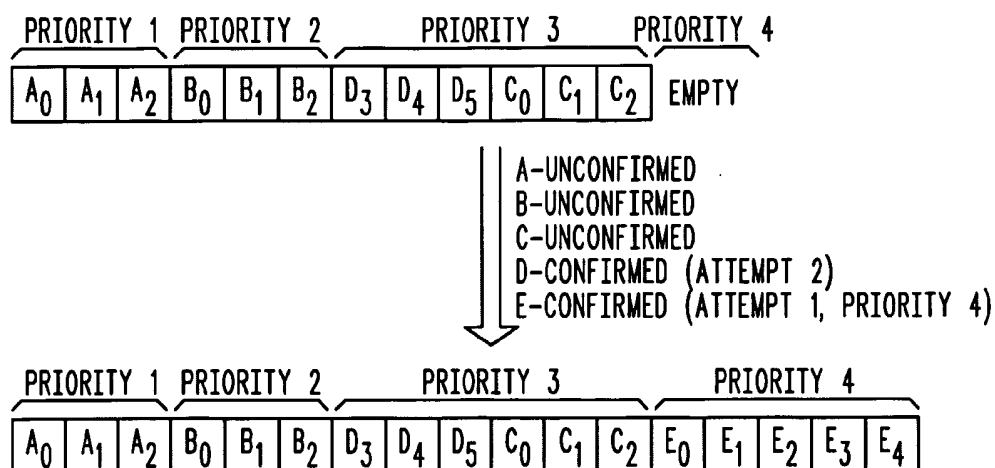 PRIORITY 1 PRIORITY 2 PRIORITY 3 PRIORITY 4
A0 A1 A2 B0 B1 B2 D3 D4 D5 C0 C1 C2 EMPTY
A-UNCONFIRMED
B-UNCONFIRMED
C-UNCONFIRMED
D-CONFIRMED (ATTEMPT 2)
E-CONFIRMED (ATTEMPT 1, PRIORITY 4)
PRIORITY 1 PRIORITY 2 PRIORITY 3 PRIORITY 4
A0 A1 A2 B0 B1 B2 D3 D4 D5 C0 C1 C2 E0 E1 E2 E3 E4